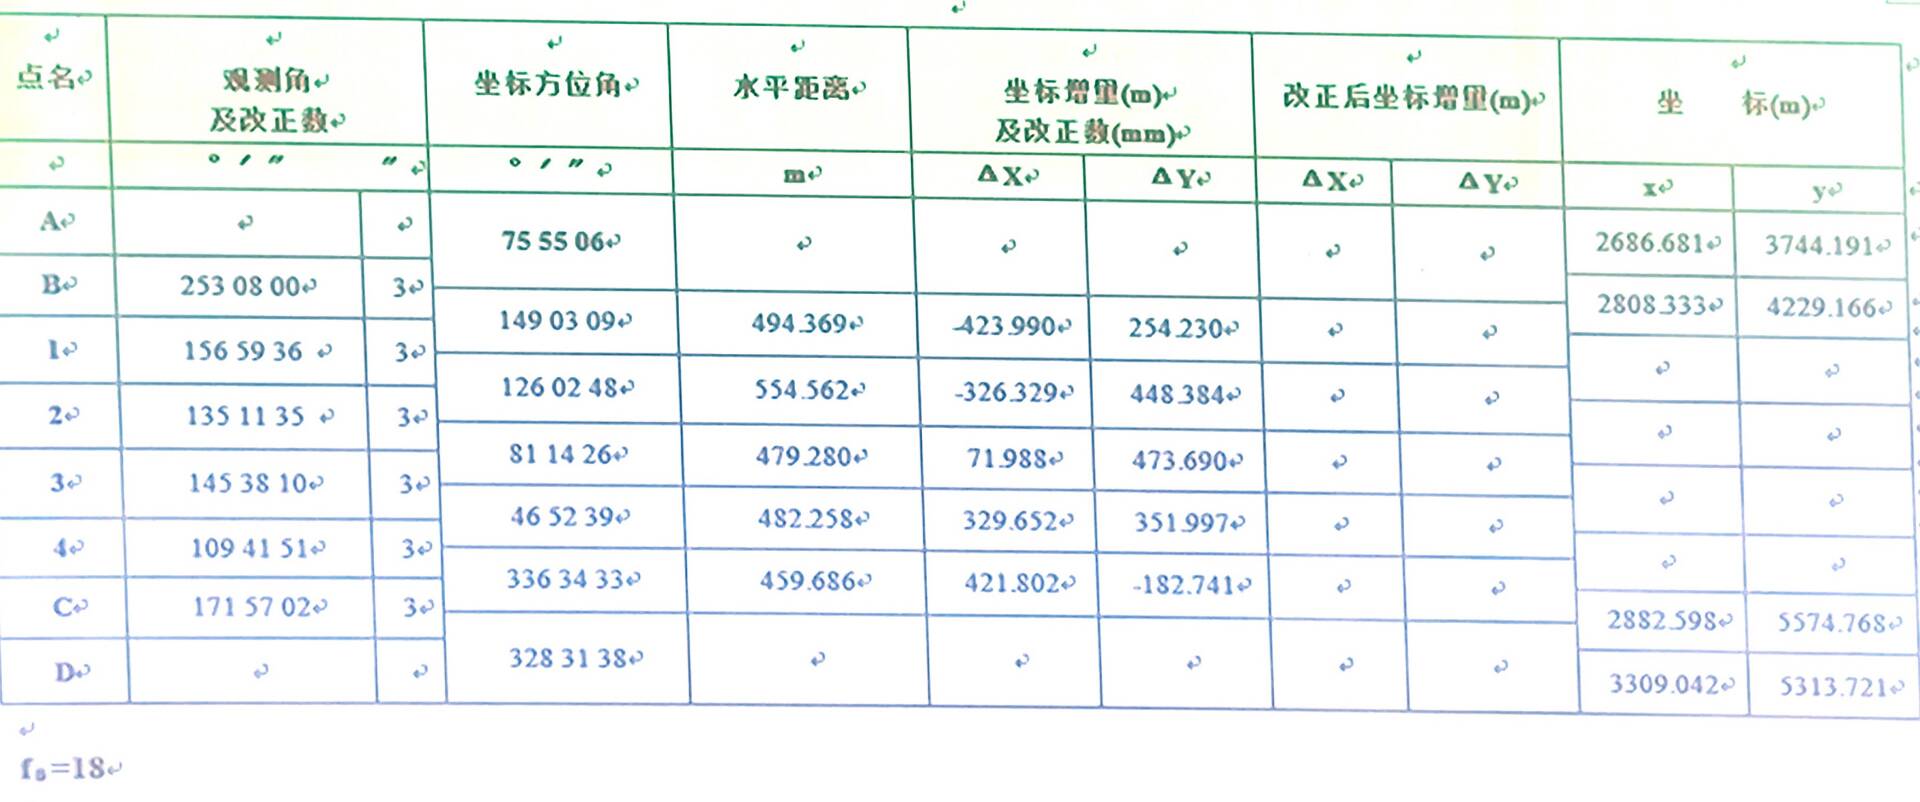 点名 观测角 及改正数 坐标方位角 水平距离 坐标增量(m) 及改正数(mm) 改正后坐标增量(m) 坐 标(m)
° ′ ″ ″ ° ′ ″ m ΔX ΔY ΔX ΔY x y
A 75 55 06 2686.681 3744.191
B 253 08 00 3 2808.333 4229.166
149 03 09 494.369 -423.990 254.230
1 156 59 36 3
126 02 48 554.562 -326.329 448.384
2 135 11 35 3
81 14 26 479.280 71.988 473.690
3 145 38 10 3
46 52 39 482.258 329.652 351.997
4 109 41 51 3
336 34 33 459.686 421.802 -182.741
C 171 57 02 3 2882.598 5574.768
328 31 38
D 3309.042 5313.721
fβ=18